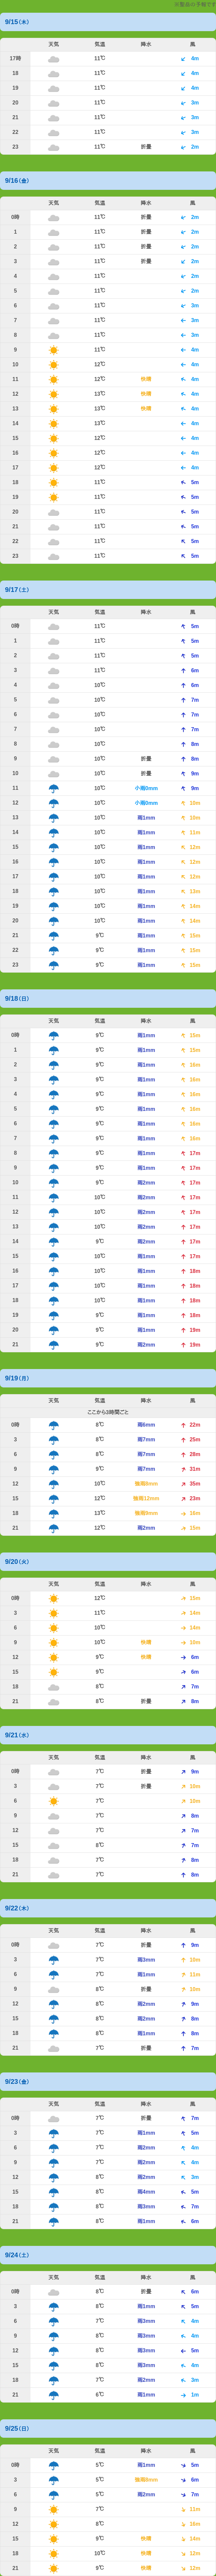 ※電池の予報です
9/15(木)
天気 気温 降水 風
17時 11℃ 4m
18 11℃ 4m
19 11℃ 4m
20 11℃ 3m
21 11℃ 3m
22 11℃ 3m
23 11℃ 折曇 2m
9/16(金)
天気 気温 降水 風
0時 11℃ 折曇 2m
1 11℃ 折曇 2m
2 11℃ 折曇 2m
3 11℃ 折曇 2m
4 11℃ 2m
5 11℃ 2m
6 11℃ 3m
7 11℃ 3m
8 11℃ 3m
9 11℃ 4m
10 12℃ 4m
11 12℃ 快晴 4m
12 13℃ 快晴 4m
13 13℃ 快晴 4m
14 13℃ 4m
15 12℃ 4m
16 12℃ 4m
17 12℃ 4m
18 11℃ 5m
19 11℃ 5m
20 11℃ 5m
21 11℃ 5m
22 11℃ 5m
23 11℃ 5m
9/17(土)
天気 気温 降水 風
0時 11℃ 5m
1 11℃ 5m
2 11℃ 5m
3 11℃ 6m
4 10℃ 6m
5 10℃ 7m
6 10℃ 7m
7 10℃ 7m
8 10℃ 8m
9 10℃ 折曇 8m
10 10℃ 折曇 9m
11 10℃ 小雨0mm 9m
12 10℃ 小雨0mm 10m
13 10℃ 雨1mm 10m
14 10℃ 雨1mm 11m
15 10℃ 雨1mm 12m
16 10℃ 雨1mm 12m
17 10℃ 雨1mm 12m
18 10℃ 雨1mm 13m
19 10℃ 雨1mm 14m
20 10℃ 雨1mm 14m
21 9℃ 雨1mm 15m
22 9℃ 雨1mm 15m
23 9℃ 雨1mm 15m
9/18(日)
天気 気温 降水 風
0時 9℃ 雨1mm 15m
1 9℃ 雨1mm 15m
2 9℃ 雨1mm 16m
3 9℃ 雨1mm 16m
4 9℃ 雨1mm 16m
5 9℃ 雨1mm 16m
6 9℃ 雨1mm 16m
7 9℃ 雨1mm 16m
8 9℃ 雨1mm 17m
9 9℃ 雨1mm 17m
10 9℃ 雨2mm 17m
11 10℃ 雨2mm 17m
12 10℃ 雨2mm 17m
13 10℃ 雨2mm 17m
14 9℃ 雨2mm 17m
15 10℃ 雨1mm 17m
16 10℃ 雨1mm 18m
17 10℃ 雨1mm 18m
18 10℃ 雨1mm 18m
19 9℃ 雨1mm 18m
20 9℃ 雨1mm 19m
21 9℃ 雨2mm 19m
9/19(月)
天気 気温 降水 風
ここから3時間ごと
0時 8℃ 雨6mm 22m
3 8℃ 雨7mm 25m
6 8℃ 雨7mm 28m
9 9℃ 雨7mm 31m
12 10℃ 強雨8mm 35m
15 12℃ 強雨12mm 23m
18 13℃ 強雨9mm 16m
21 12℃ 雨2mm 15m
9/20(火)
天気 気温 降水 風
0時 12℃ 15m
3 11℃ 14m
6 10℃ 14m
9 10℃ 快晴 10m
12 9℃ 快晴 6m
15 9℃ 6m
18 8℃ 7m
21 8℃ 折曇 8m
9/21(水)
天気 気温 降水 風
0時 7℃ 折曇 9m
3 7℃ 折曇 10m
6 7℃ 10m
9 7℃ 8m
12 7℃ 7m
15 8℃ 7m
18 7℃ 8m
21 7℃ 8m
9/22(木)
天気 気温 降水 風
0時 7℃ 折曇 9m
3 7℃ 雨3mm 10m
6 7℃ 雨1mm 11m
9 8℃ 折曇 10m
12 8℃ 雨2mm 9m
15 8℃ 雨2mm 8m
18 8℃ 雨1mm 8m
21 7℃ 折曇 7m
9/23(金)
天気 気温 降水 風
0時 7℃ 折曇 7m
3 7℃ 雨1mm 5m
6 7℃ 雨2mm 4m
9 7℃ 雨2mm 4m
12 8℃ 雨2mm 3m
15 8℃ 雨4mm 5m
18 8℃ 雨3mm 7m
21 8℃ 雨1mm 6m
9/24(土)
天気 気温 降水 風
0時 8℃ 折曇 6m
3 8℃ 雨1mm 5m
6 7℃ 雨3mm 4m
9 8℃ 雨3mm 4m
12 8℃ 雨3mm 5m
15 8℃ 雨3mm 4m
18 7℃ 雨2mm 3m
21 6℃ 雨1mm 1m
9/25(日)
天気 気温 降水 風
0時 5℃ 雨1mm 5m
3 5℃ 強雨8mm 6m
6 5℃ 雨2mm 7m
9 7℃ 11m
12 8℃ 16m
15 9℃ 快晴 14m
18 10℃ 快晴 12m
21 9℃ 快晴 12m